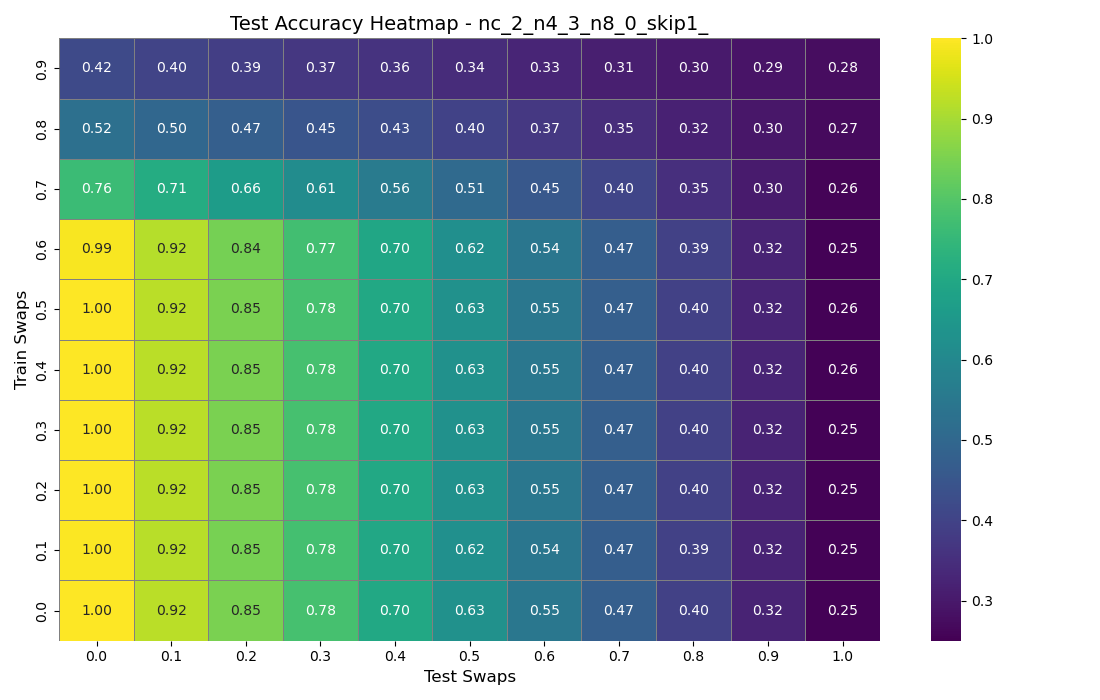 Test Accuracy Heatmap - nc_2_n4_3_n8_0_skip1_
Train Swaps
0.9 0.42 0.40 0.39 0.37 0.36 0.34 0.33 0.31 0.30 0.29 0.28
0.8 0.52 0.50 0.47 0.45 0.43 0.40 0.37 0.35 0.32 0.30 0.27
0.7 0.76 0.71 0.66 0.61 0.56 0.51 0.45 0.40 0.35 0.30 0.26
0.6 0.99 0.92 0.84 0.77 0.70 0.62 0.54 0.47 0.39 0.32 0.25
0.5 1.00 0.92 0.85 0.78 0.70 0.63 0.55 0.47 0.40 0.32 0.26
0.4 1.00 0.92 0.85 0.78 0.70 0.63 0.55 0.47 0.40 0.32 0.26
0.3 1.00 0.92 0.85 0.78 0.70 0.63 0.55 0.47 0.40 0.32 0.25
0.2 1.00 0.92 0.85 0.78 0.70 0.63 0.55 0.47 0.40 0.32 0.25
0.1 1.00 0.92 0.85 0.78 0.70 0.62 0.54 0.47 0.39 0.32 0.25
0.0 1.00 0.92 0.85 0.78 0.70 0.63 0.55 0.47 0.40 0.32 0.25
0.0 0.1 0.2 0.3 0.4 0.5 0.6 0.7 0.8 0.9 1.0
Test Swaps
1.0
0.9
0.8
0.7
0.6
0.5
0.4
0.3